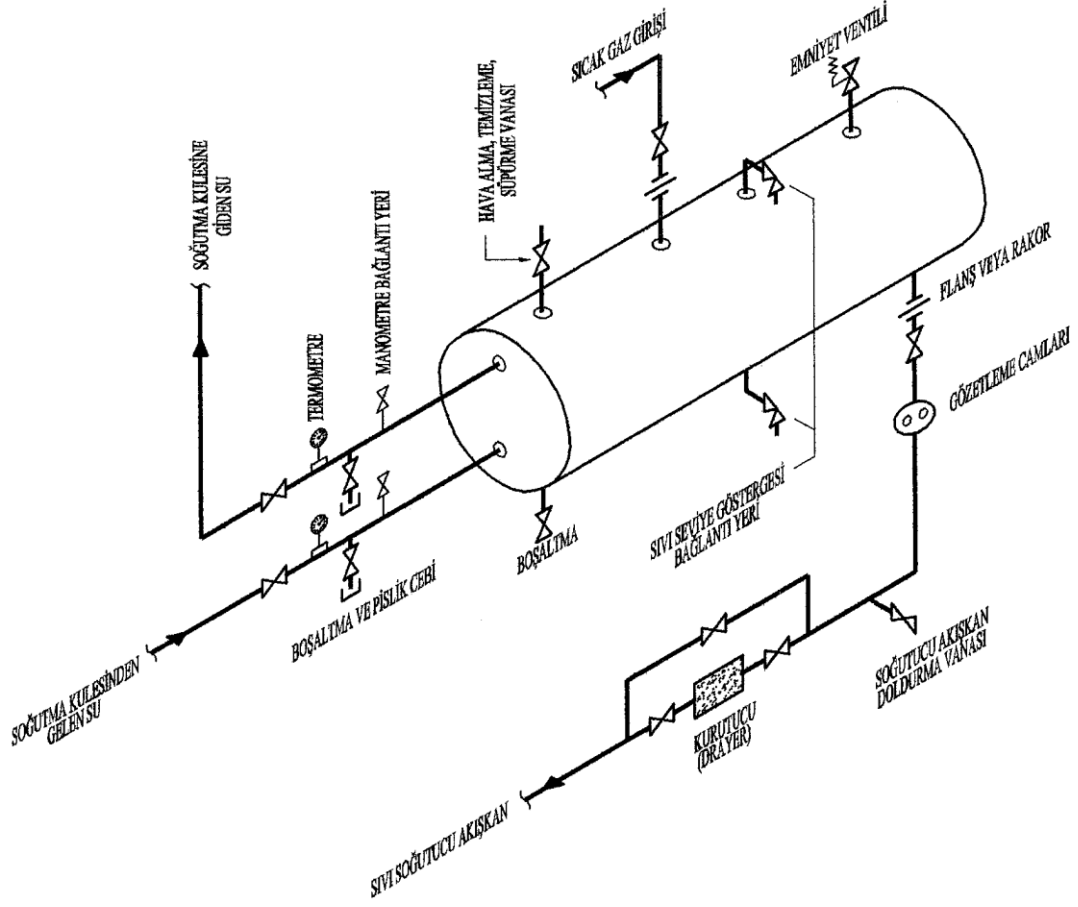 SICAK GAZ GİRİŞİ
EMNİYET VENTİLİ
HAVA ALMA, TEMİZLEME,
SÜPÜRME VANASI
SOĞUTMA KULESİNE
GİDEN SU
MANOMETRE BAĞLANTI YERİ
TERMOMETRE
FLANŞ VEYA RAKOR
GÖZETLEME CAMLARI
SIVI SEVİYE GÖSTERGESİ
BAĞLANTI YERİ
BOŞALTMA
BOŞALTMA VE PİSLİK CEBİ
SOĞUTMA KULESİNDEN
GELEN SU
SOĞUTUCU AKIŞKAN
DOLDURMA VANASI
KURUTUCU
(DRAYER)
SIVI SOĞUTUCU AKIŞKAN